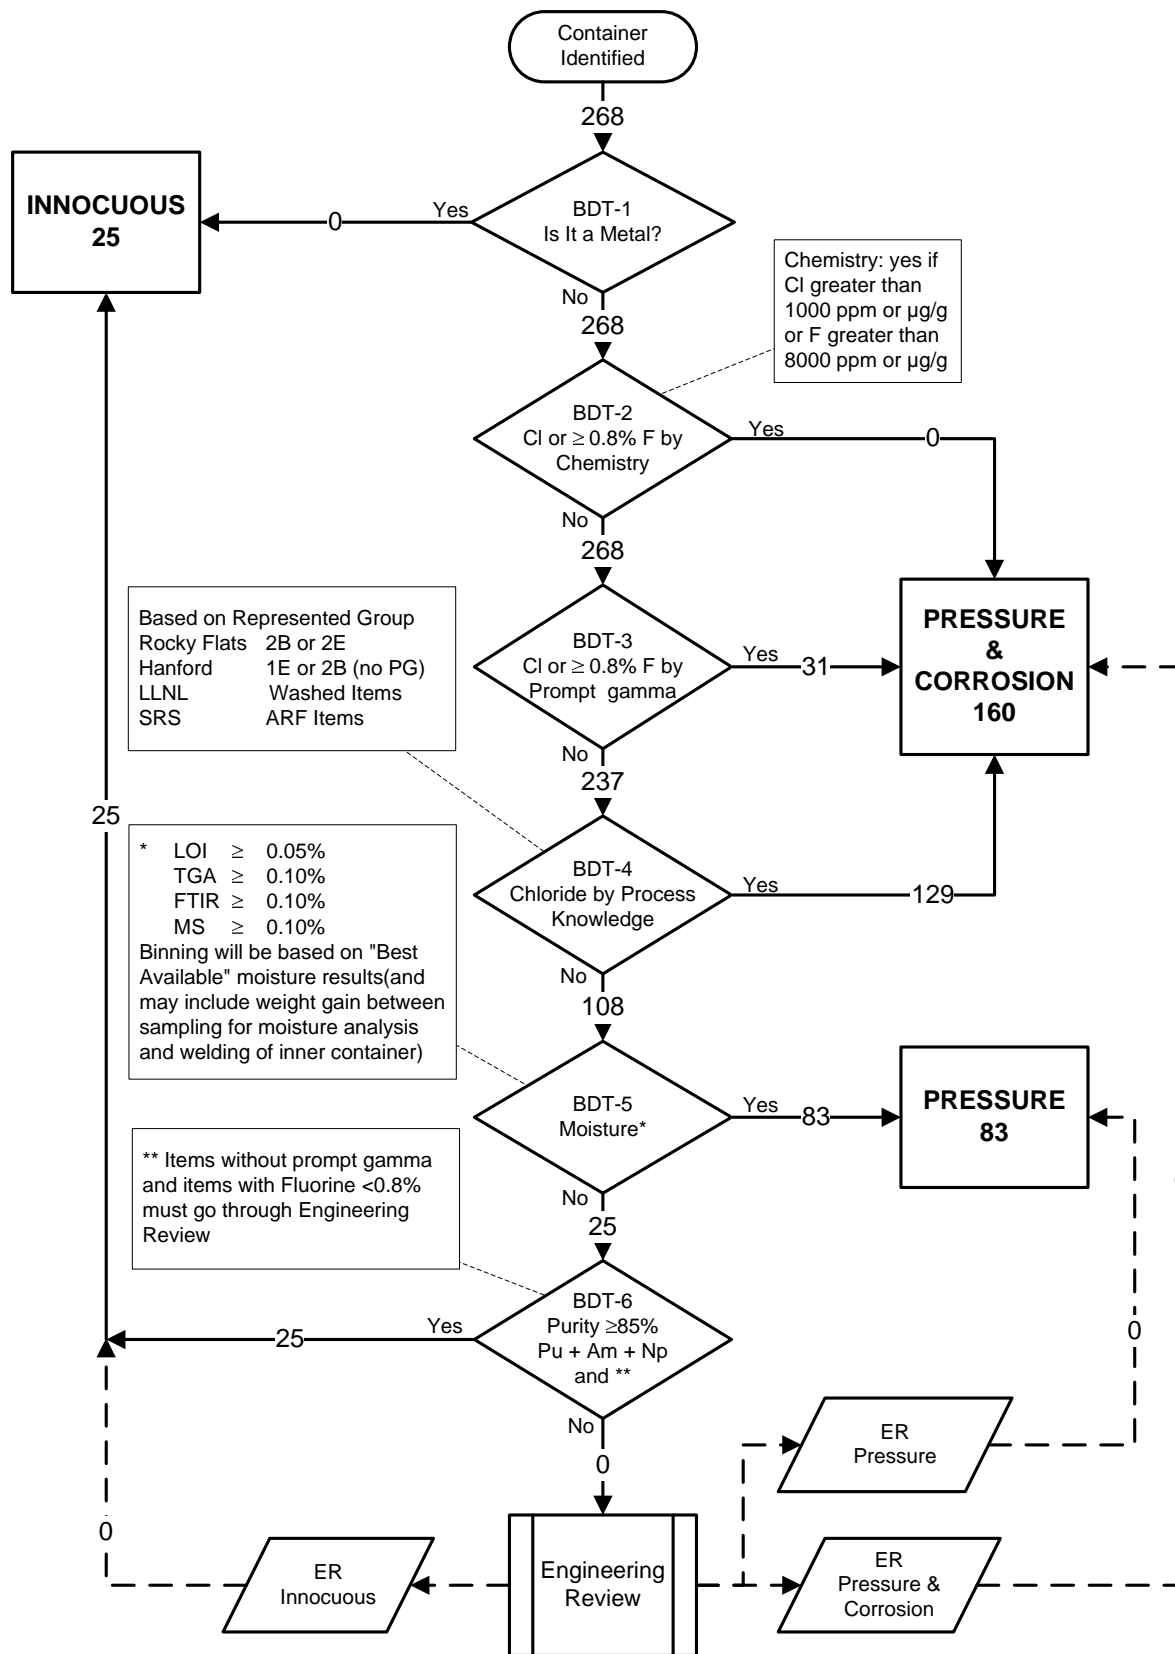 Container
Identified
268
INNOCUOUS
25
0
Yes
BDT-1
Is It a Metal?
No
268
Chemistry: yes if
Cl greater than
1000 ppm or µg/g
or F greater than
8000 ppm or µg/g
BDT-2
Cl or ≥ 0.8% F by
Chemistry
Yes
0
No
268
Based on Represented Group
Rocky Flats 2B or 2E
Hanford 1E or 2B (no PG)
LLNL Washed Items
SRS ARF Items
BDT-3
Cl or ≥ 0.8% F by
Prompt gamma
Yes
31
PRESSURE
&
CORROSION
160
No
237
25
BDT-4
Chloride by Process
Knowledge
Yes
129
No
108
* LOI ≥ 0.05%
TGA ≥ 0.10%
FTIR ≥ 0.10%
MS ≥ 0.10%
Binning will be based on "Best
Available" moisture results(and
may include weight gain between
sampling for moisture analysis
and welding of inner container)
BDT-5
Moisture*
Yes
83
PRESSURE
83
No
25
** Items without prompt gamma
and items with Fluorine <0.8%
must go through Engineering
Review
BDT-6
Purity ≥85%
Pu + Am + Np
and **
Yes
25
No
0
0
ER
Pressure
0
ER
Innocuous
Engineering
Review
ER
Pressure &
Corrosion